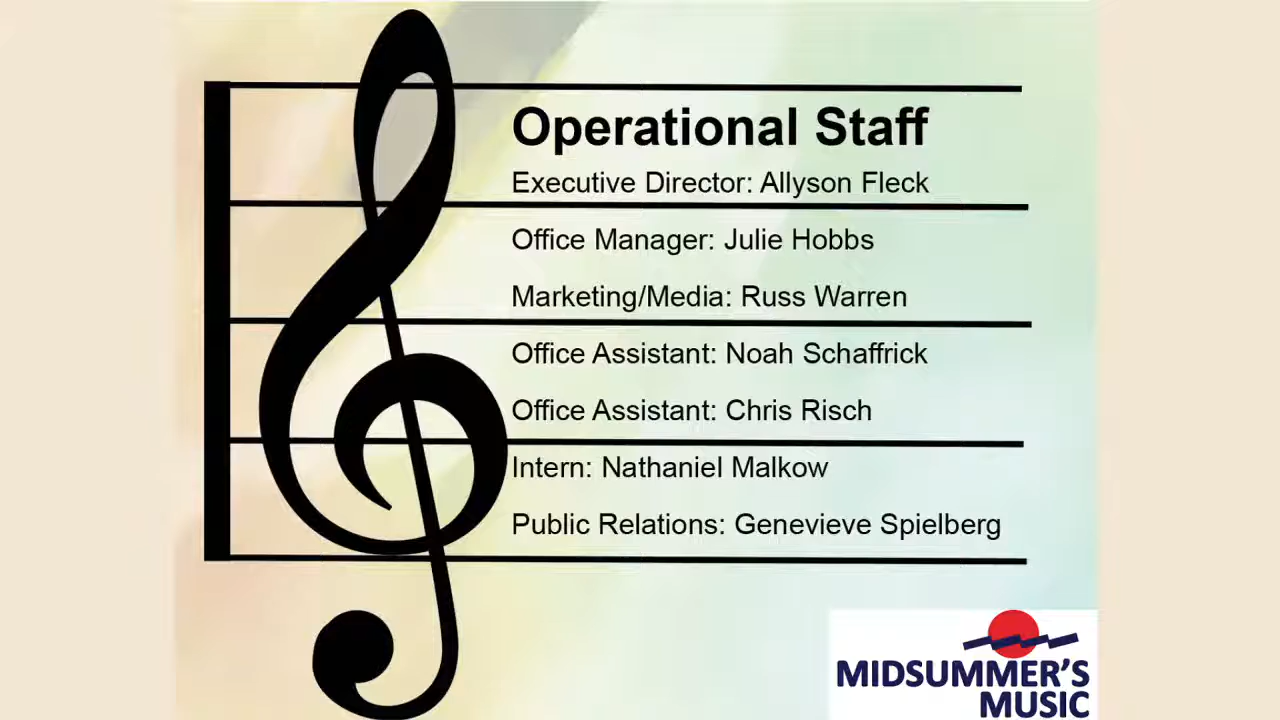 Operational Staff
Executive Director: Allyson Fleck
Office Manager: Julie Hobbs
Marketing/Media: Russ Warren
Office Assistant: Noah Schaffrick
Office Assistant: Chris Risch
Intern: Nathaniel Malkow
Public Relations: Genevieve Spielberg
MIDSUMMER'S
MUSIC